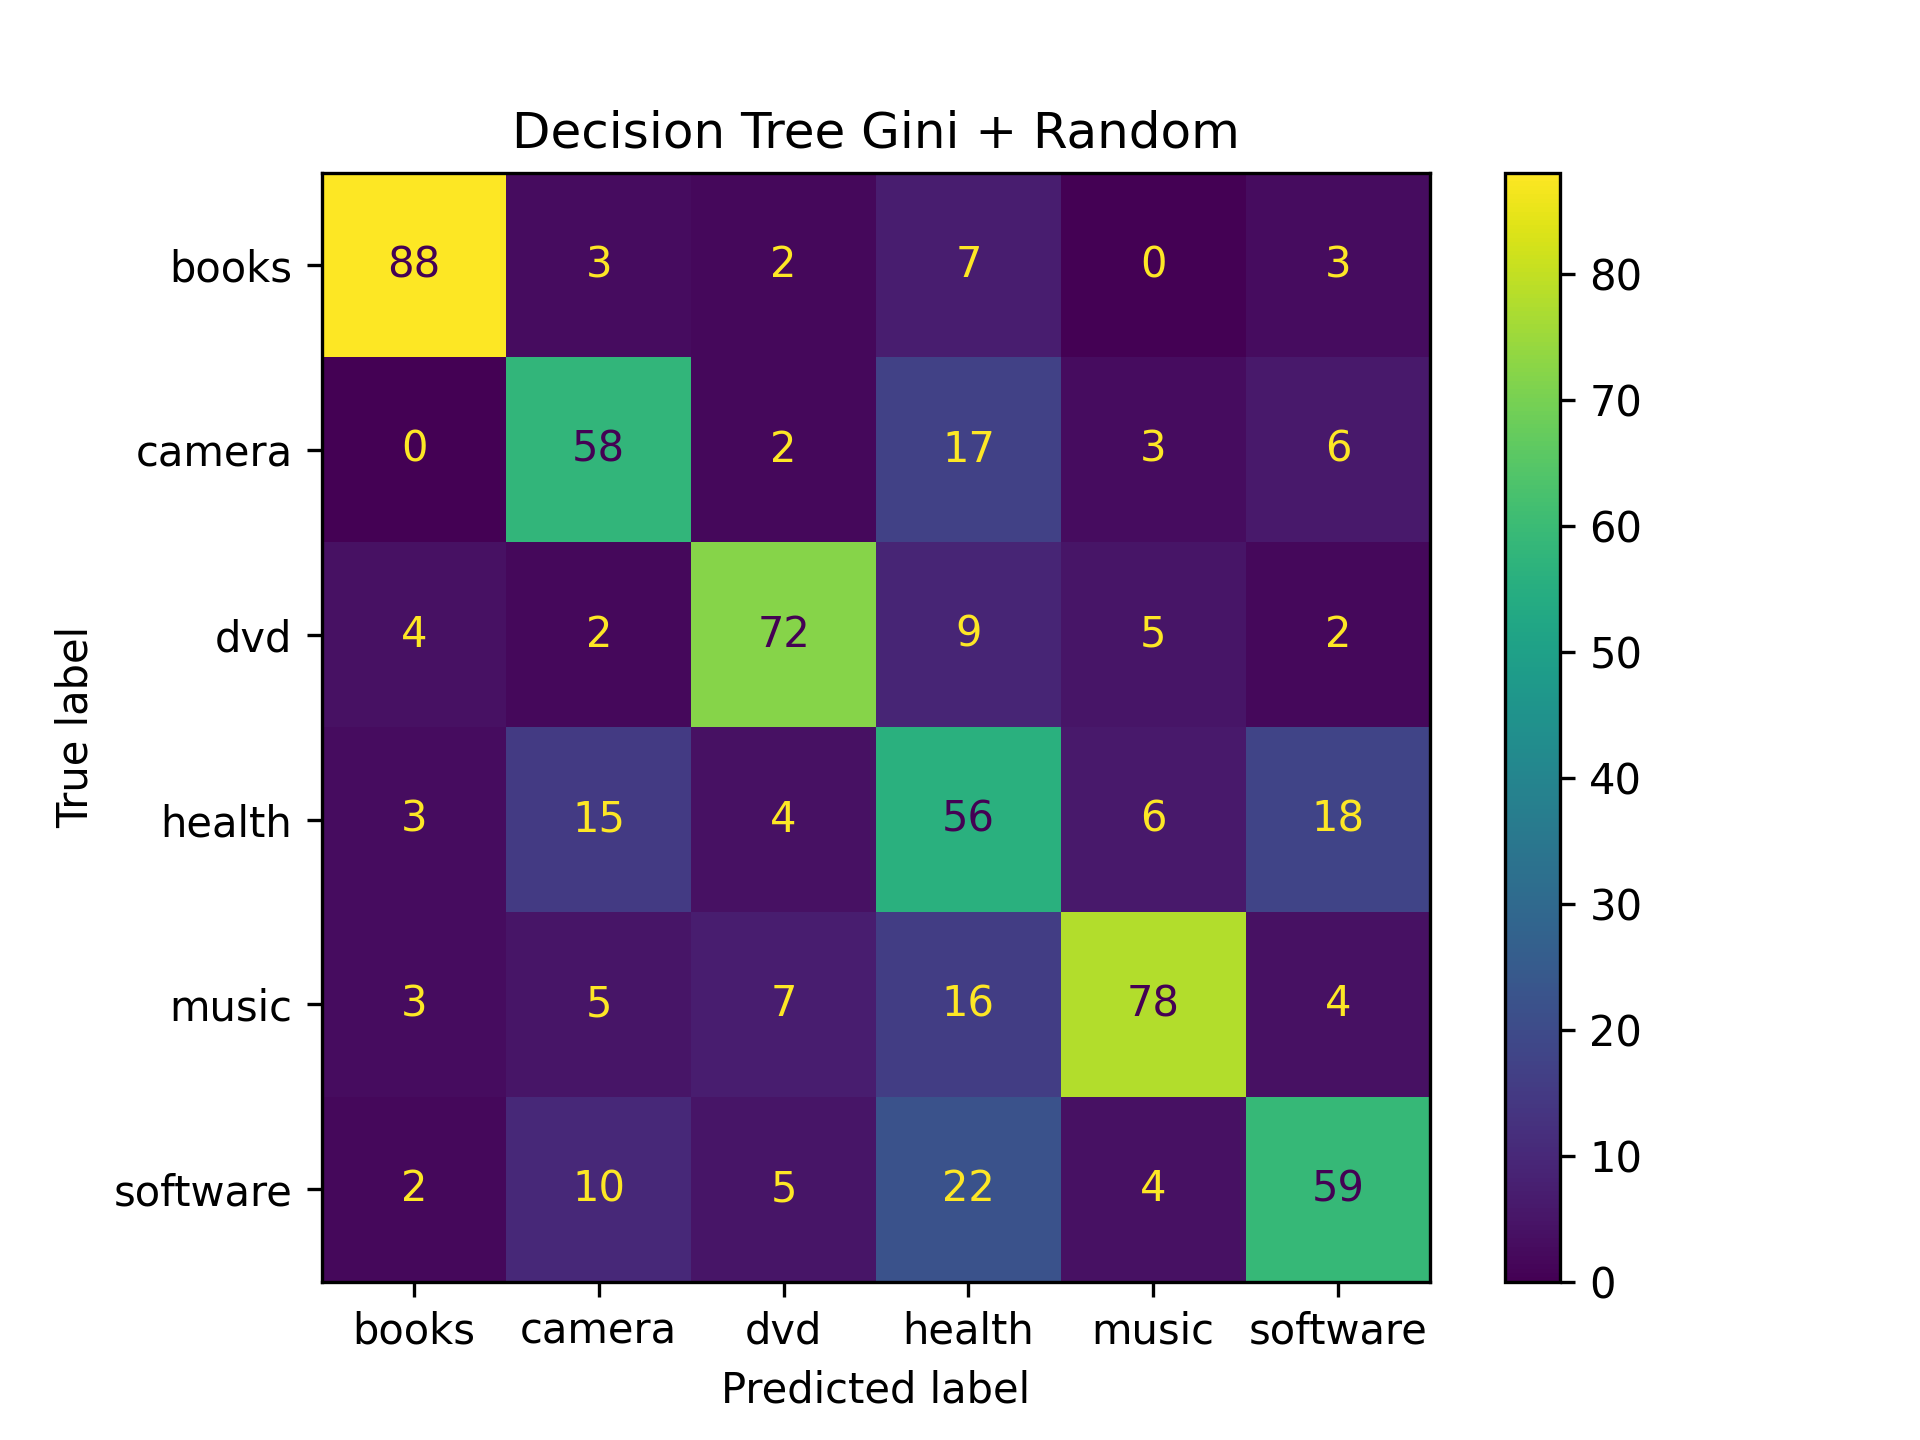 Decision Tree Gini + Random
books 88 3 2 7 0 3
camera 0 58 2 17 3 6
dvd 4 2 72 9 5 2
health 3 15 4 56 6 18
music 3 5 7 16 78 4
software 2 10 5 22 4 59
books camera dvd health music software
Predicted label
True label
80
70
60
50
40
30
20
10
0